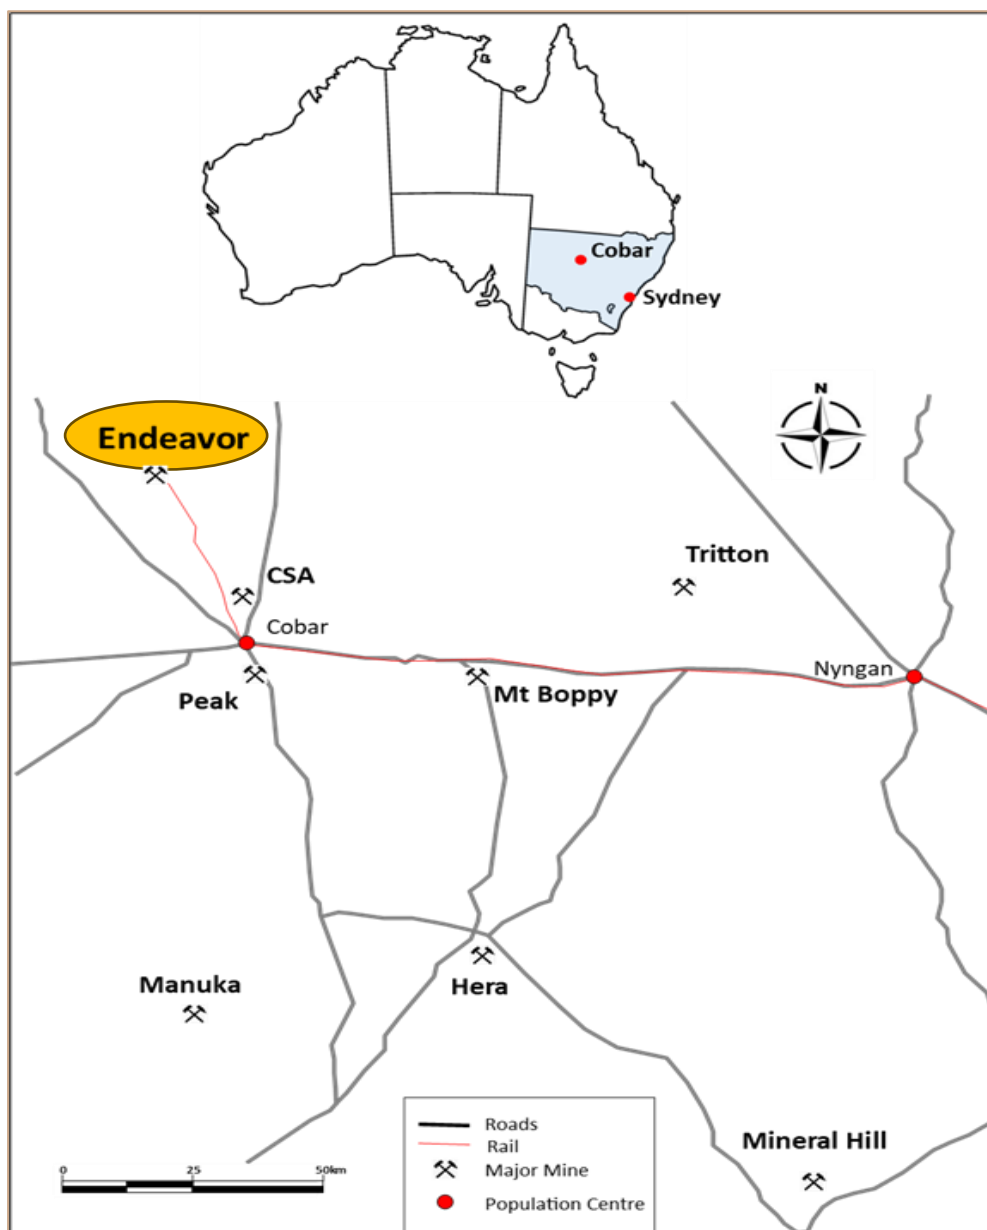 Cobar
Sydney
N
Endeavor
Tritton
CSA
Cobar
Nyngan
Peak
Mt Boppy
Manuka
Hera
Roads
Rail
Major Mine
Population Centre
Mineral Hill
0 25 50km